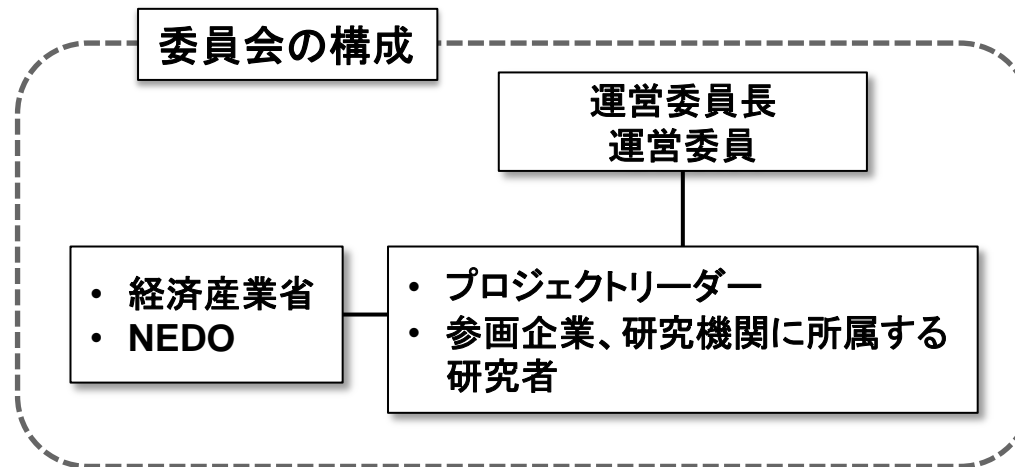 委員会の構成
運営委員長
運営委員
• 経済産業省
• NEDO
• プロジェクトリーダー
• 参画企業、研究機関に所属する
研究者